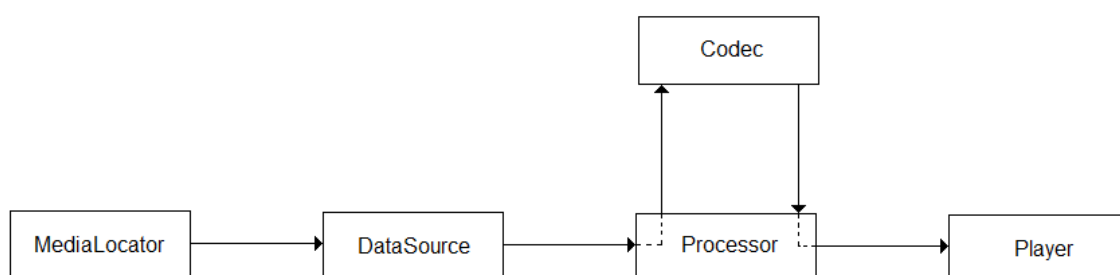 Codec
MediaLocator
DataSource
Processor
Player